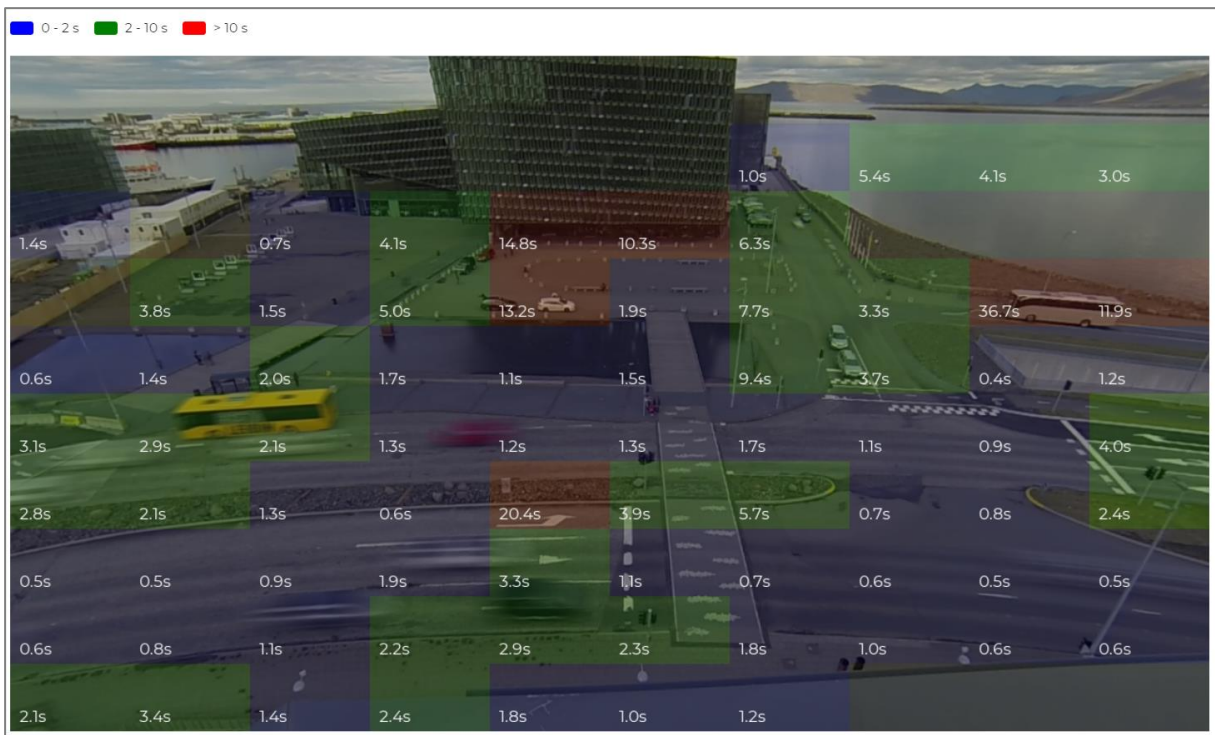 0 - 2 s 2 - 10 s > 10 s
1.0s 5.4s 4.1s 3.0s
1.4s 0.7s 4.1s 14.8s 10.3s 6.3s
3.8s 1.5s 5.0s 13.2s 1.9s 7.7s 3.3s 36.7s 11.9s
0.6s 1.4s 2.0s 1.7s 1.1s 1.5s 9.4s 3.7s 0.4s 1.2s
3.1s 2.9s 2.1s 1.3s 1.2s 1.3s 1.7s 1.1s 0.9s 4.0s
2.8s 2.1s 1.3s 0.6s 20.4s 3.9s 5.7s 0.7s 0.8s 2.4s
0.5s 0.5s 0.9s 1.9s 3.3s 1.1s 0.7s 0.6s 0.5s 0.5s
0.6s 0.8s 1.1s 2.2s 2.9s 2.3s 1.8s 1.0s 0.6s 0.6s
2.1s 3.4s 1.4s 2.4s 1.8s 1.0s 1.2s